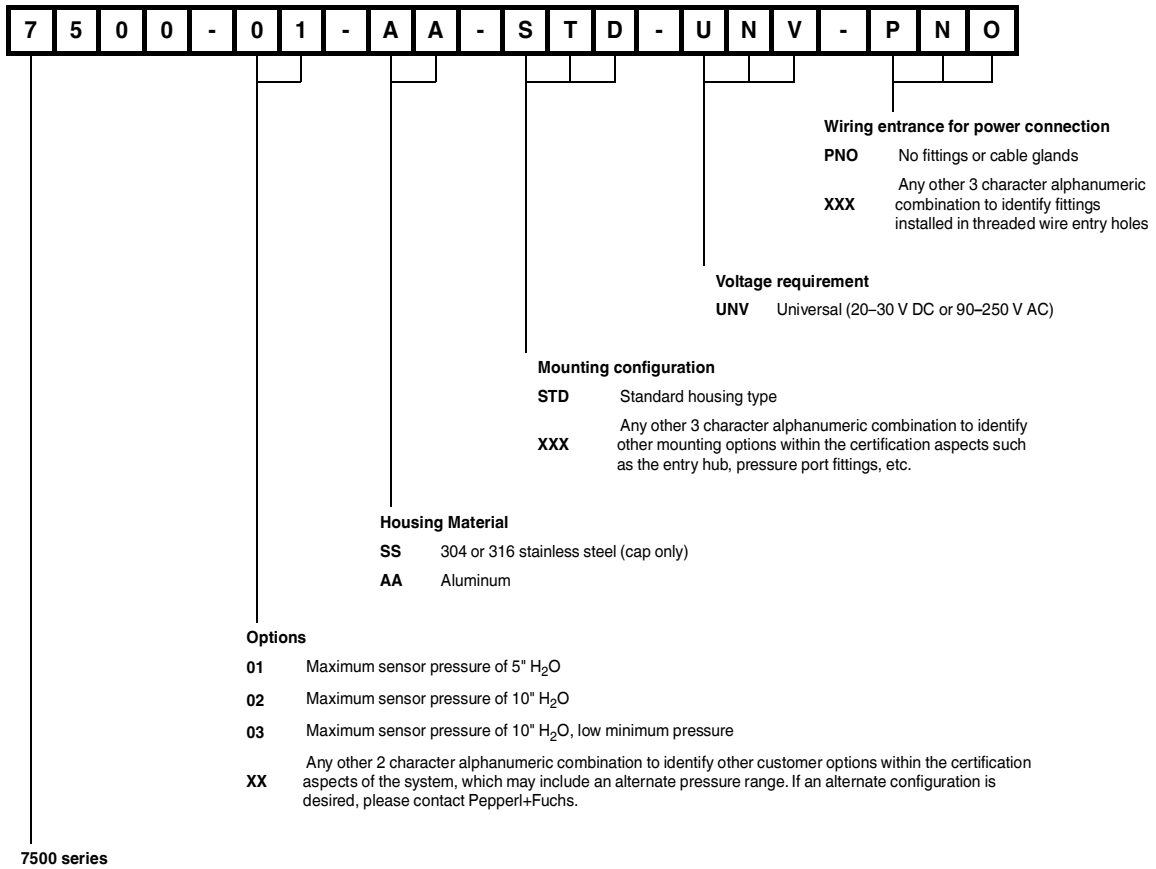 7 5 0 0 - 0 1 - A A - S T D - U N V - P N O
Wiring entrance for power connection
PNO No fittings or cable glands
Any other 3 character alphanumeric
XXX combination to identify fittings
installed in threaded wire entry holes
Voltage requirement
UNV Universal (20–30 V DC or 90–250 V AC)
Mounting configuration
STD Standard housing type
Any other 3 character alphanumeric combination to identify
XXX other mounting options within the certification aspects such
as the entry hub, pressure port fittings, etc.
Housing Material
SS 304 or 316 stainless steel (cap only)
AA Aluminum
Options
01 Maximum sensor pressure of 5" H₂O
02 Maximum sensor pressure of 10" H₂O
03 Maximum sensor pressure of 10" H₂O, low minimum pressure
Any other 2 character alphanumeric combination to identify other customer options within the certification
XX aspects of the system, which may include an alternate pressure range. If an alternate configuration is
desired, please contact Pepperl+Fuchs.
7500 series